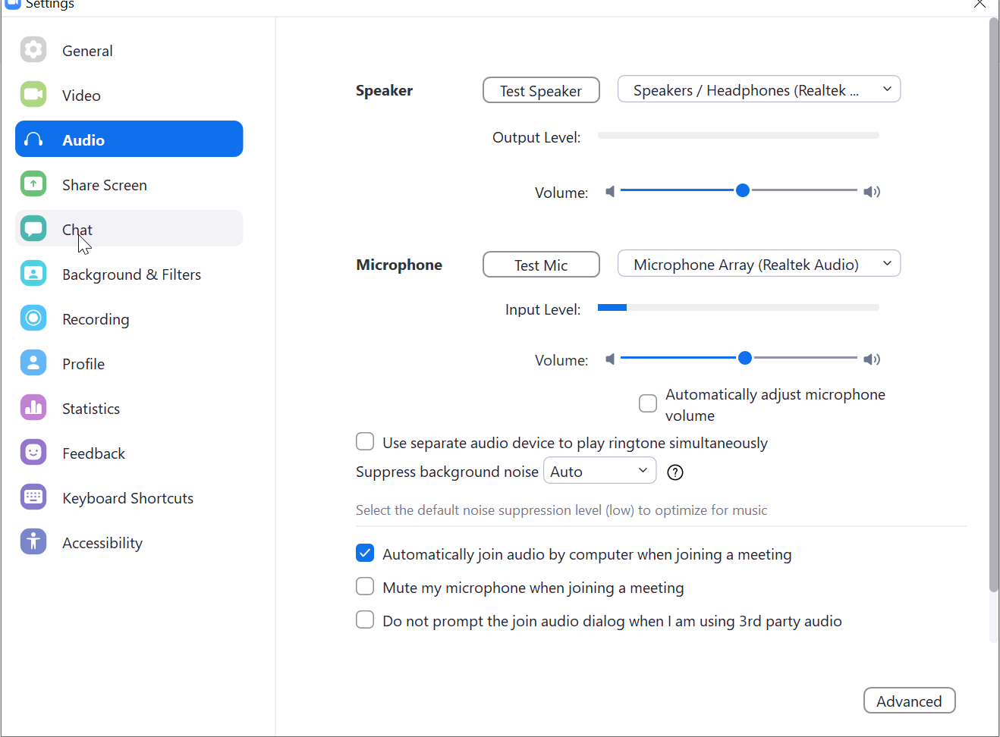 Settings
General
Video
Audio
Share Screen
Chat
Background & Filters
Recording
Profile
Statistics
Feedback
Keyboard Shortcuts
Accessibility
Speaker
Test Speaker
Speakers / Headphones (Realtek ...
Output Level:
Volume:
Microphone
Test Mic
Microphone Array (Realtek Audio)
Input Level:
Volume:
Automatically adjust microphone
volume
Use separate audio device to play ringtone simultaneously
Suppress background noise
Auto
Select the default noise suppression level (low) to optimize for music
Automatically join audio by computer when joining a meeting
Mute my microphone when joining a meeting
Do not prompt the join audio dialog when I am using 3rd party audio
Advanced